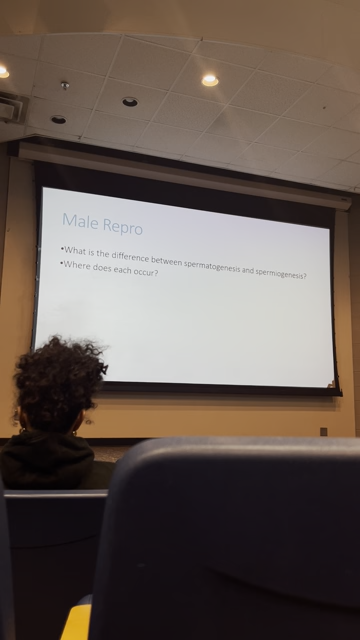 Male Repro
•What is the difference between spermatogenesis and spermiogenesis?
•Where does each occur?